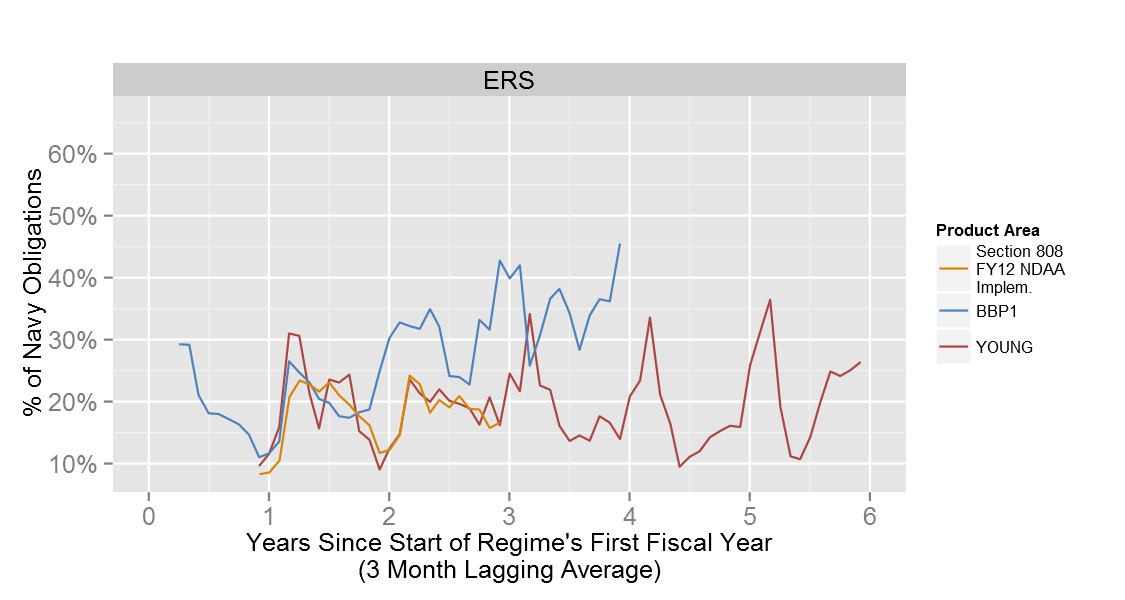 ERS
60%
50%
40%
30%
20%
10%
% of Navy Obligations
0 1 2 3 4 5 6
Years Since Start of Regime's First Fiscal Year
(3 Month Lagging Average)
Product Area
Section 808
FY12 NDAA
Implem.
BBP1
YOUNG